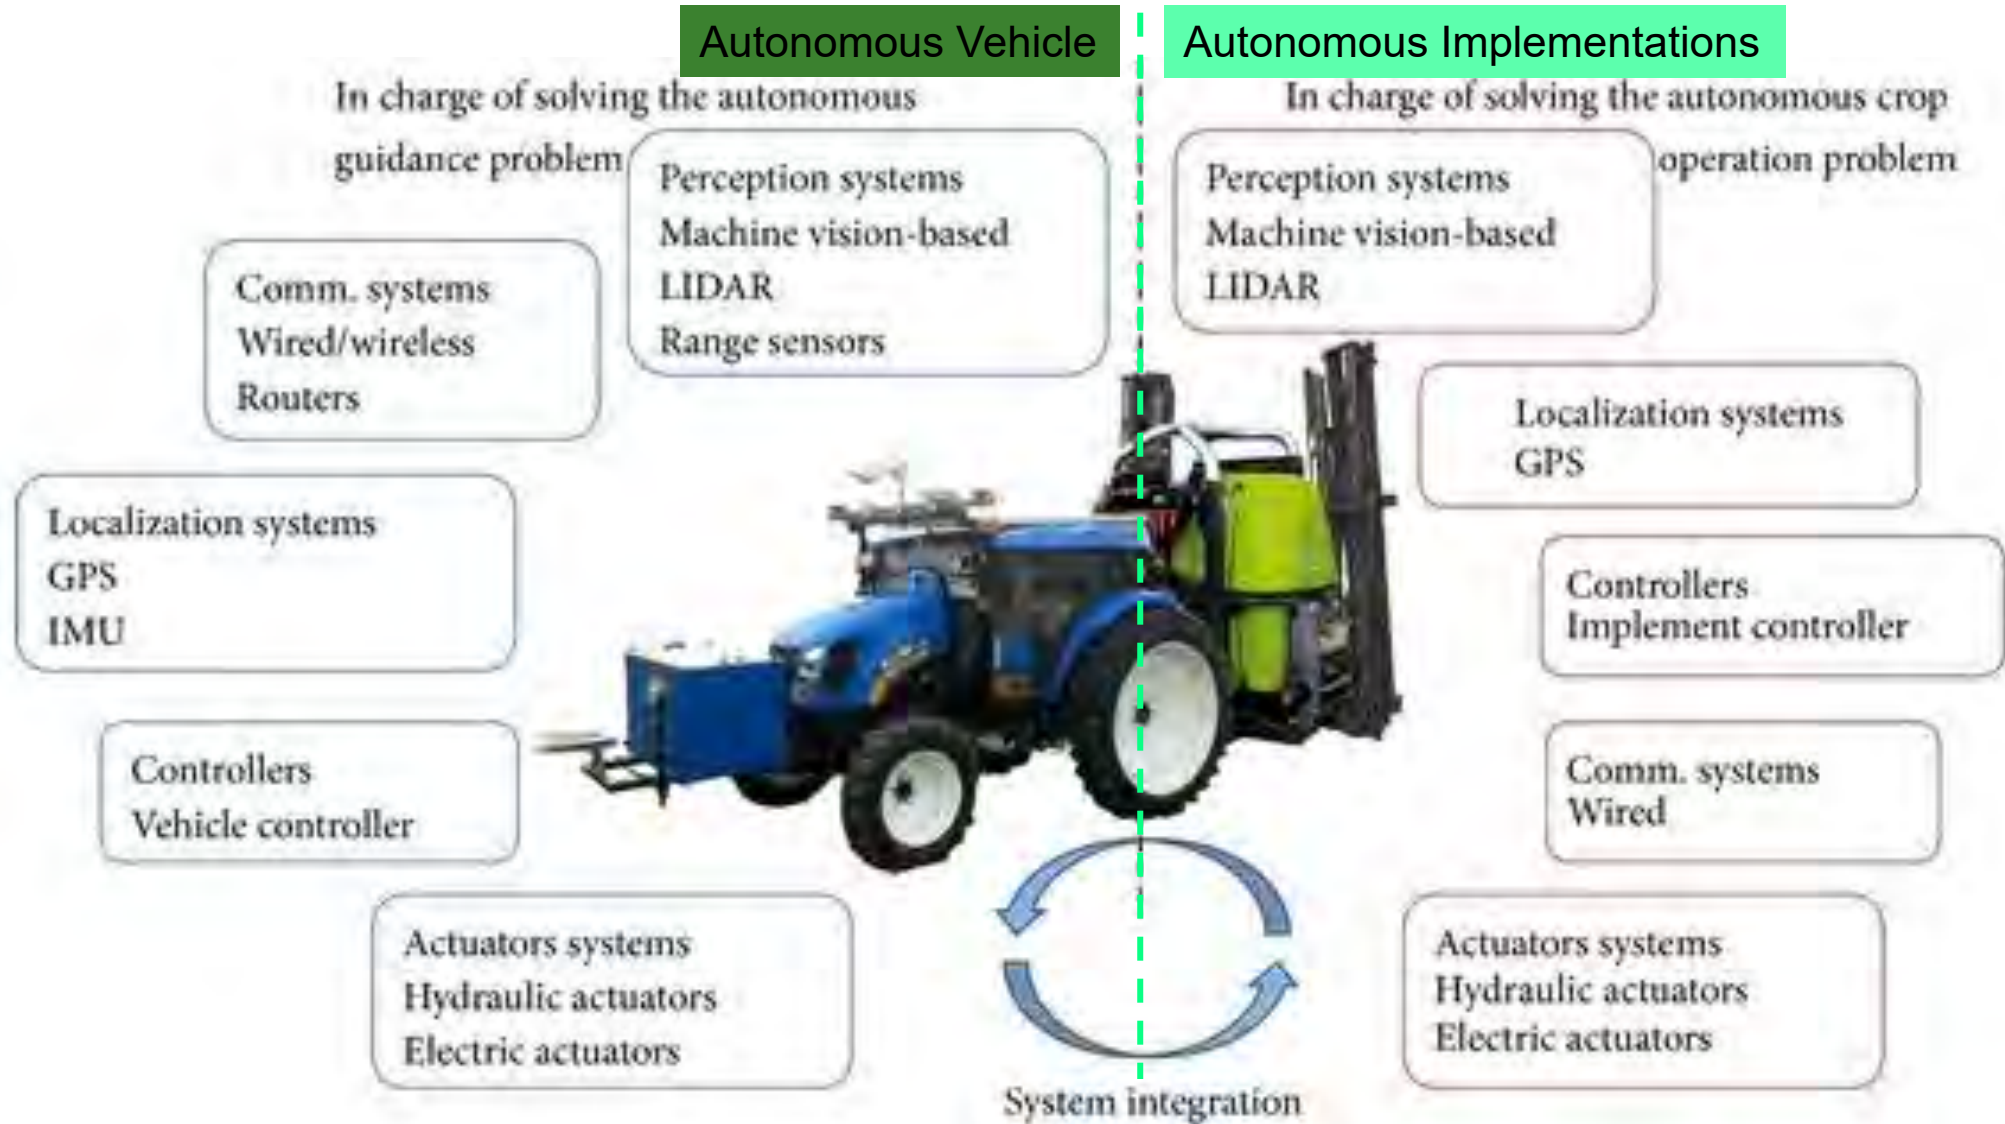 Autonomous Vehicle
Autonomous Implementations
In charge of solving the autonomous
guidance problem
In charge of solving the autonomous crop
operation problem
Perception systems
Machine vision-based
LIDAR
Range sensors
Perception systems
Machine vision-based
LIDAR
Comm. systems
Wired/wireless
Routers
Localization systems
GPS
Localization systems
GPS
IMU
Controllers
Implement controller
Controllers
Vehicle controller
Comm. systems
Wired
Actuators systems
Hydraulic actuators
Electric actuators
Actuators systems
Hydraulic actuators
Electric actuators
System integration